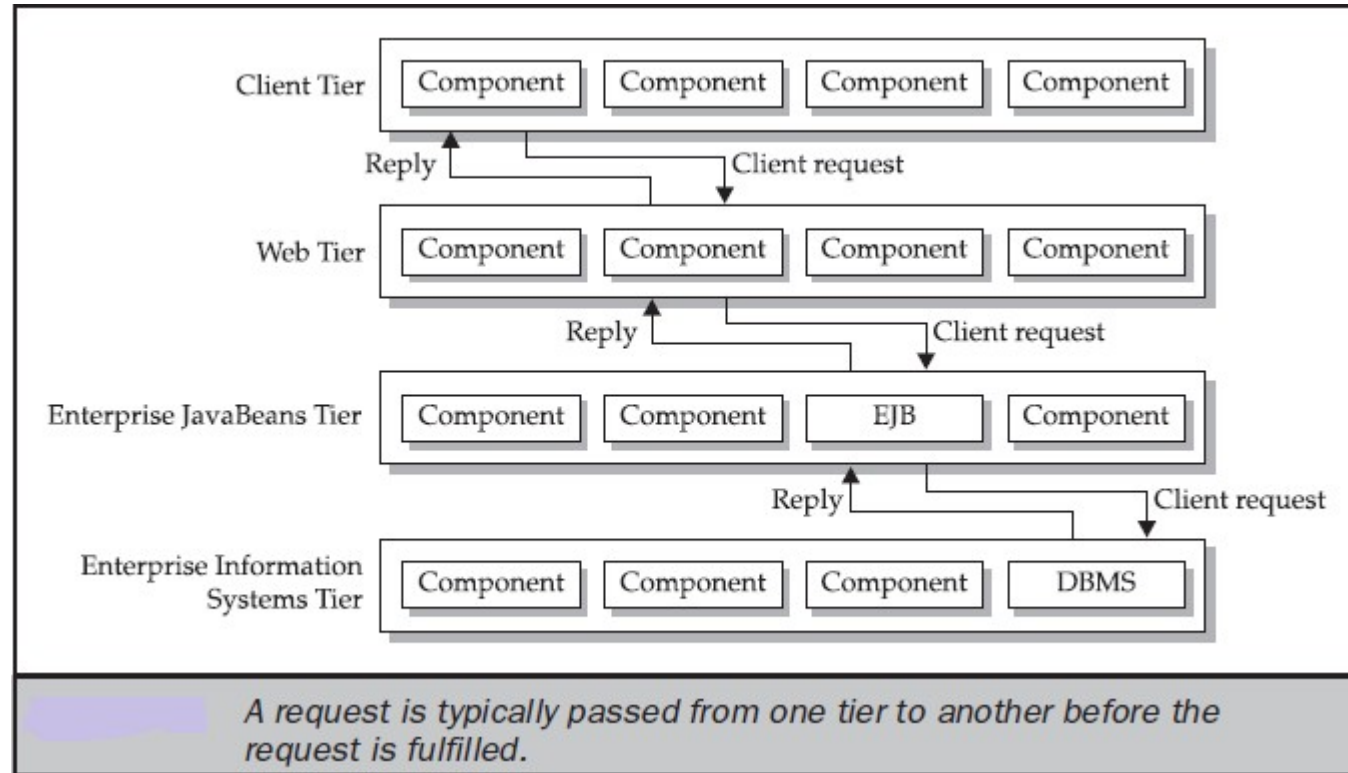 Client Tier
Component Component Component Component
Reply Client request
Web Tier
Component Component Component Component
Reply Client request
Enterprise JavaBeans Tier
Component Component EJB Component
Reply Client request
Enterprise Information
Systems Tier
Component Component Component DBMS
A request is typically passed from one tier to another before the
request is fulfilled.